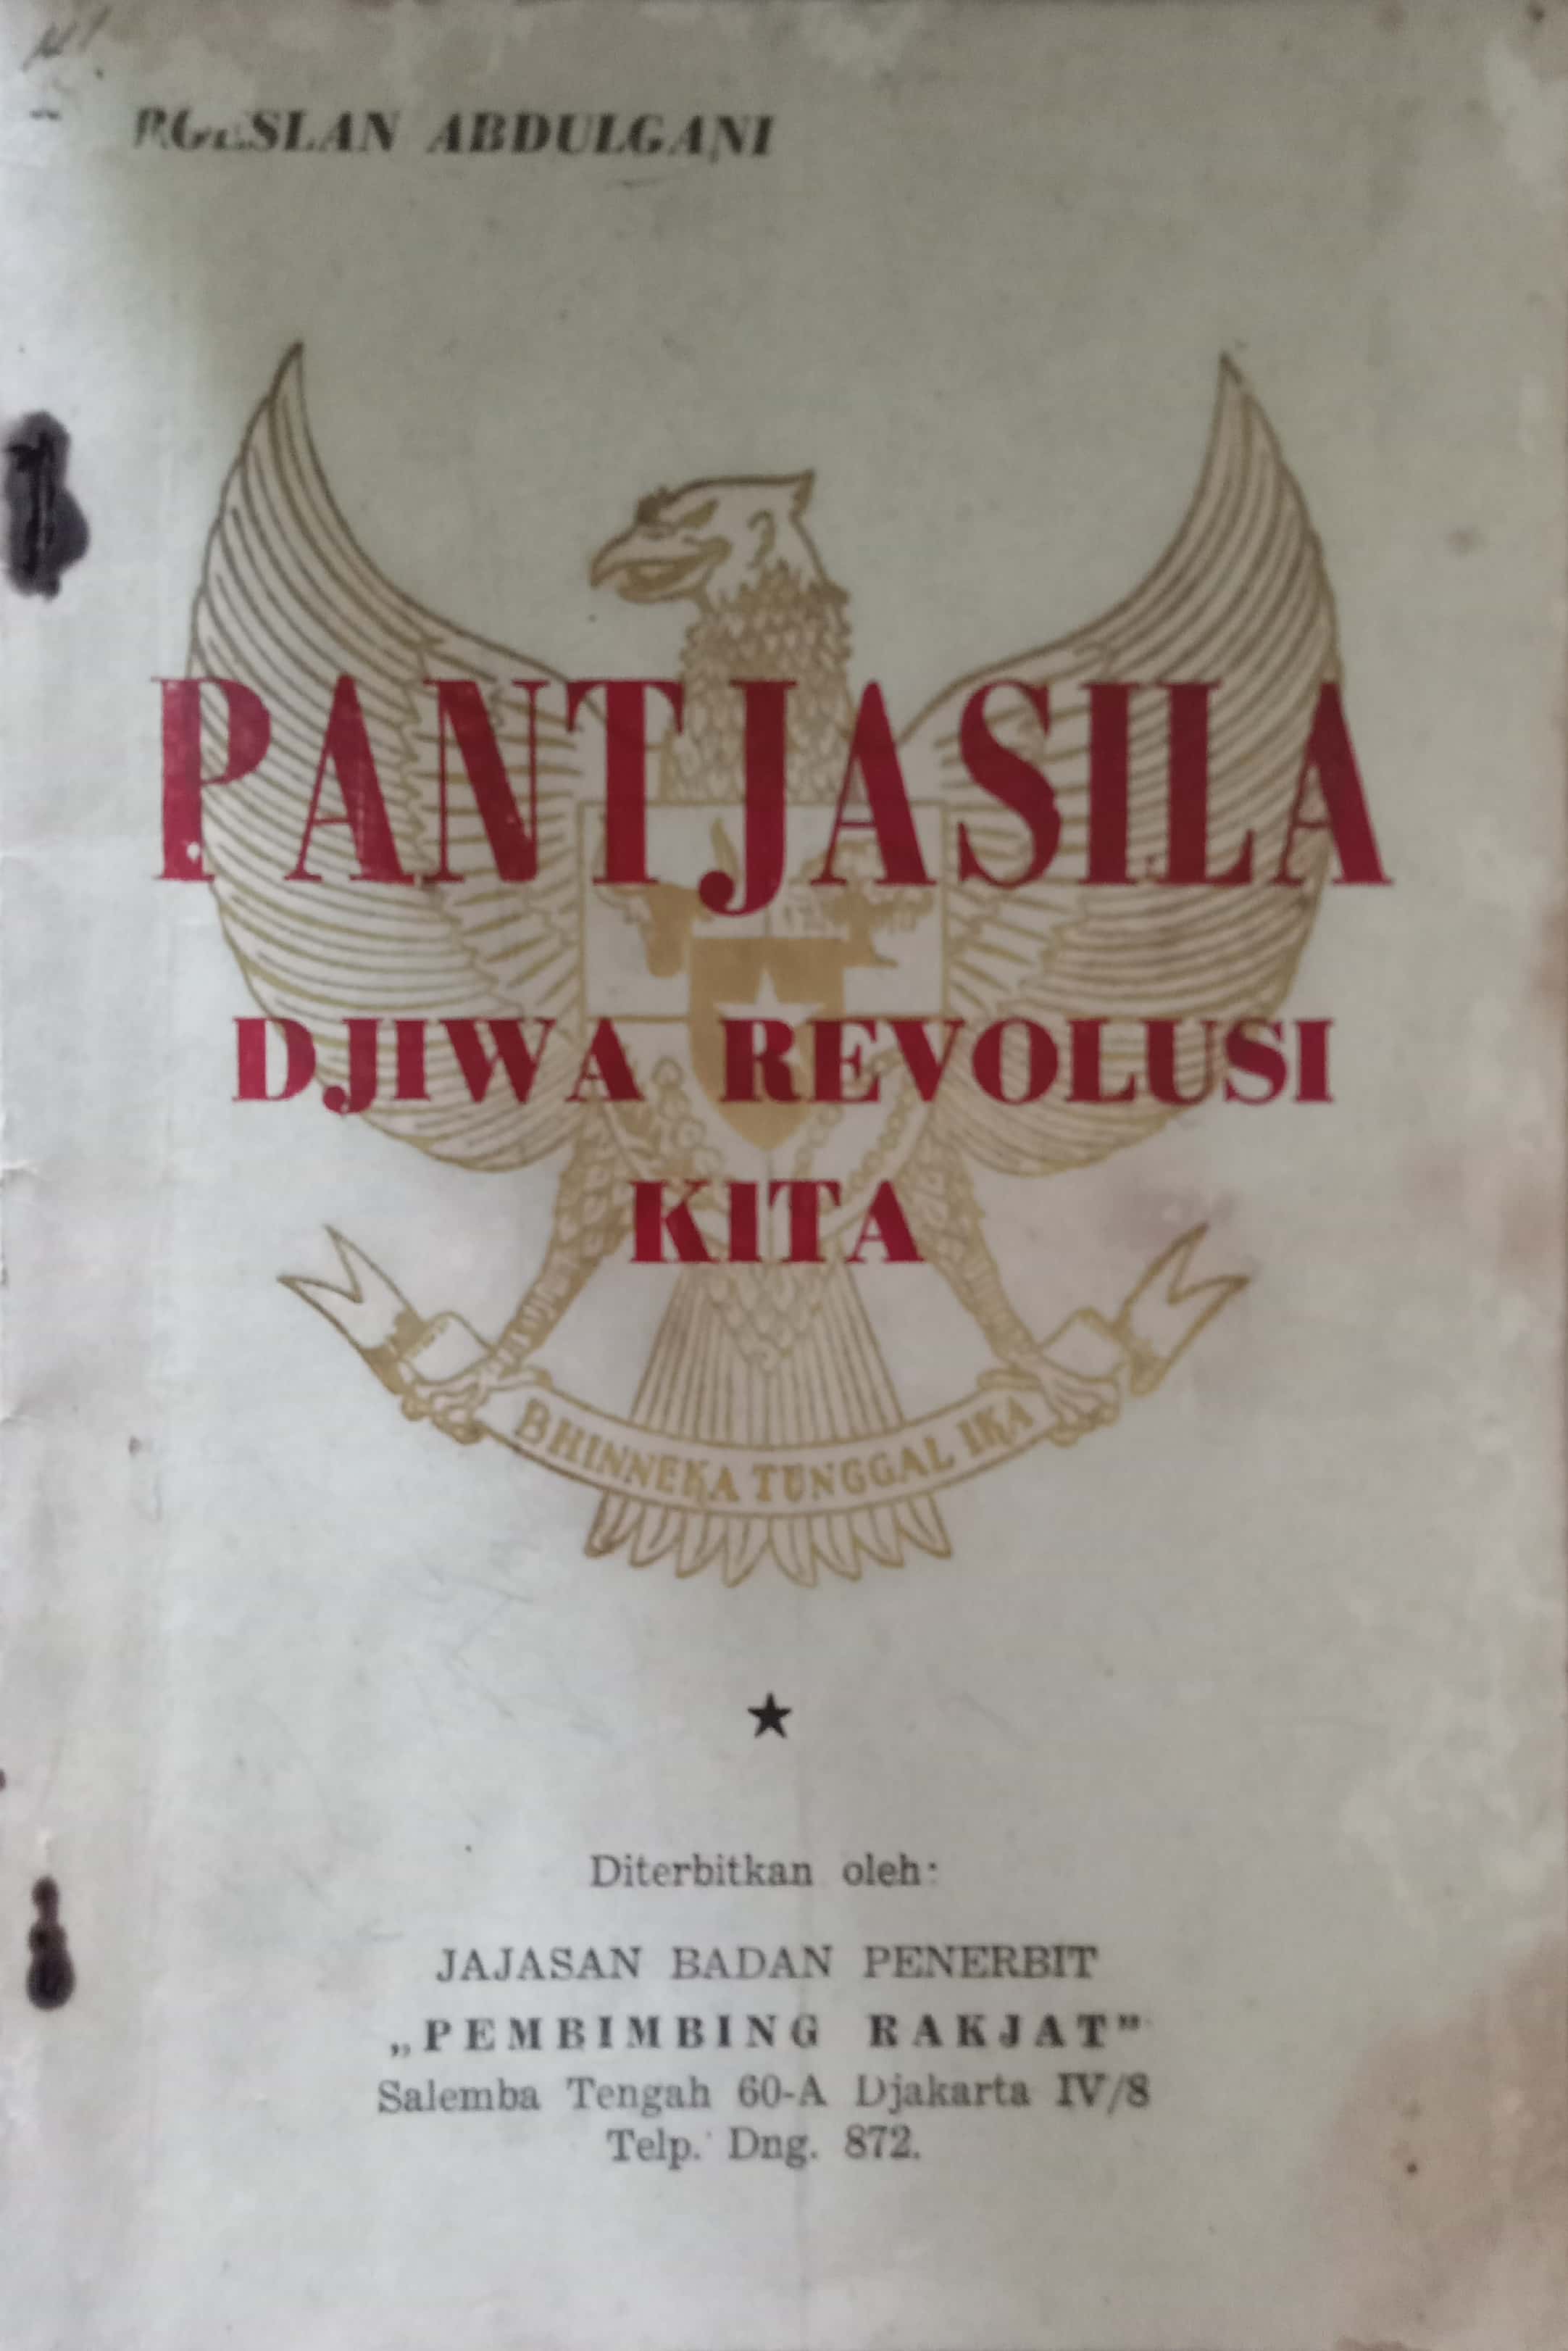 ROESLAN ABDULGANI
PANTJASILA
DJIWA REVOLUSI
KITA
BHINNEKA TUNGGAL IKA
Diterbitkan oleh:
JAJASAN BADAN PENERBIT
„PEMBIMBING RAKJAT”
Salemba Tengah 60-A Djakarta IV/8
Telp. Dng. 872.